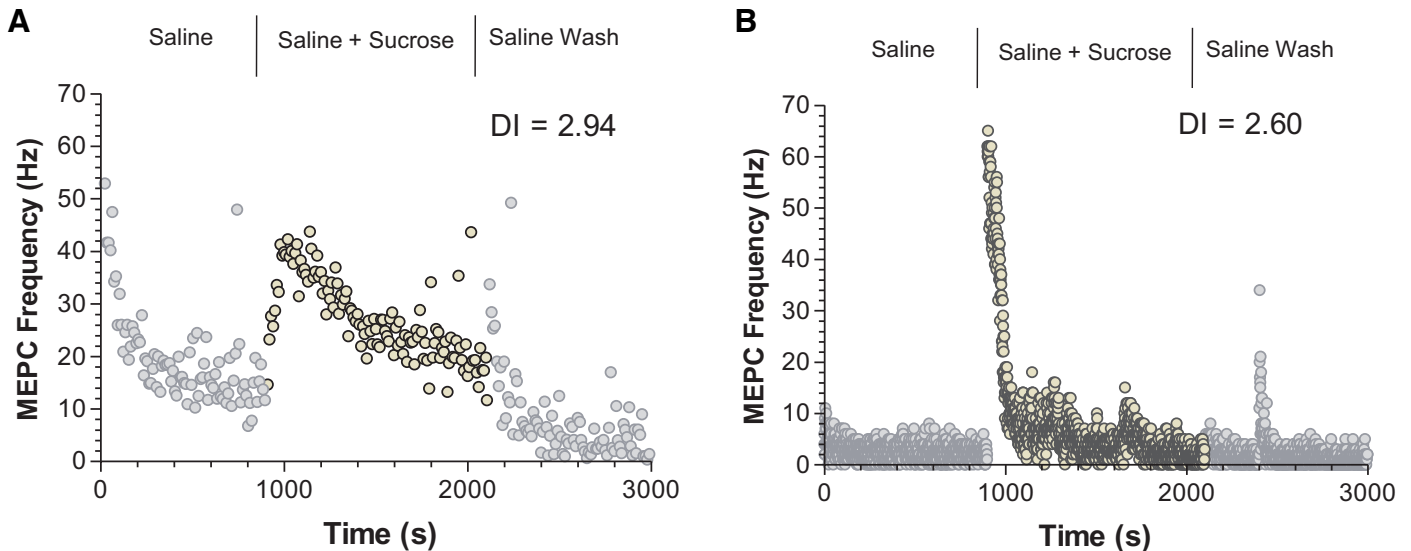 A
Saline
Saline + Sucrose
Saline Wash
DI = 2.94
MEPC Frequency (Hz)
70
60
50
40
30
20
10
0
0
1000
2000
3000
Time (s)
B
Saline
Saline + Sucrose
Saline Wash
DI = 2.60
MEPC Frequency (Hz)
70
60
50
40
30
20
10
0
0
1000
2000
3000
Time (s)